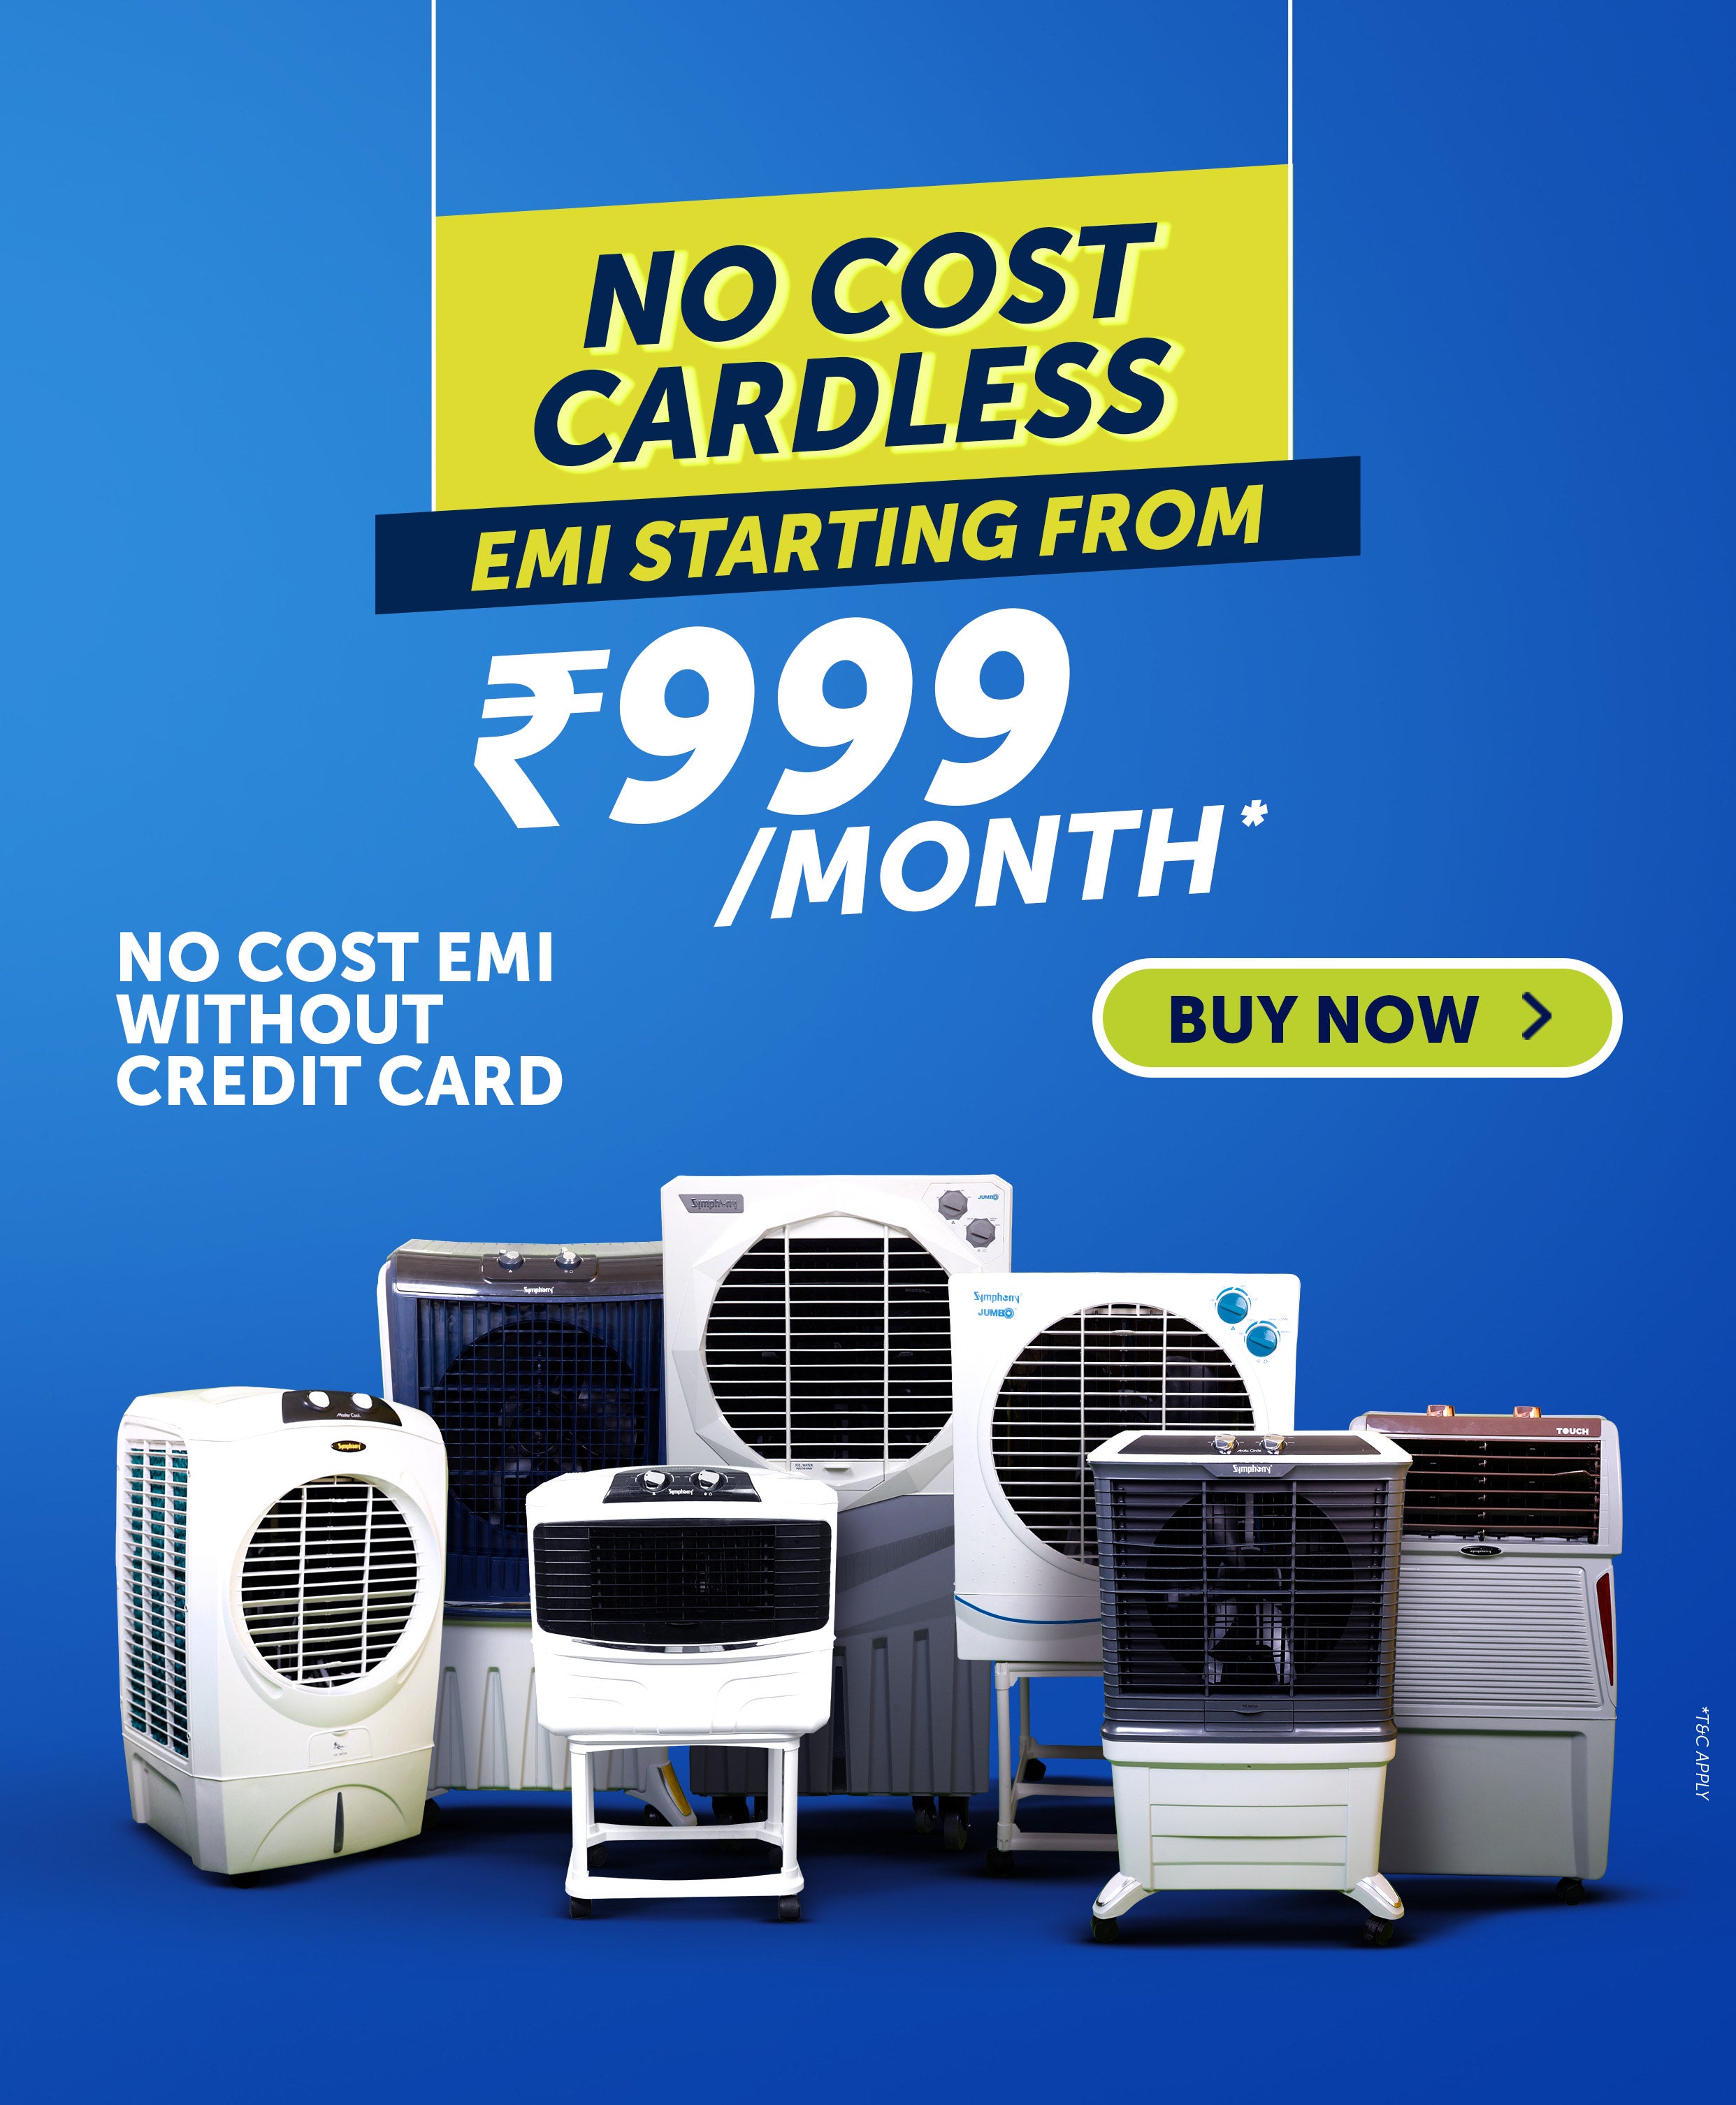 NO COST
CARDLESS
EMI STARTING FROM
₹999
/MONTH*
NO COST EMI
WITHOUT
CREDIT CARD
BUY NOW
Symphony
JUMBO
Symphony
Symphony
JUMBO
Symphony
TOUCH
Symphony
Symphony
Symphony
*T&C APPLY